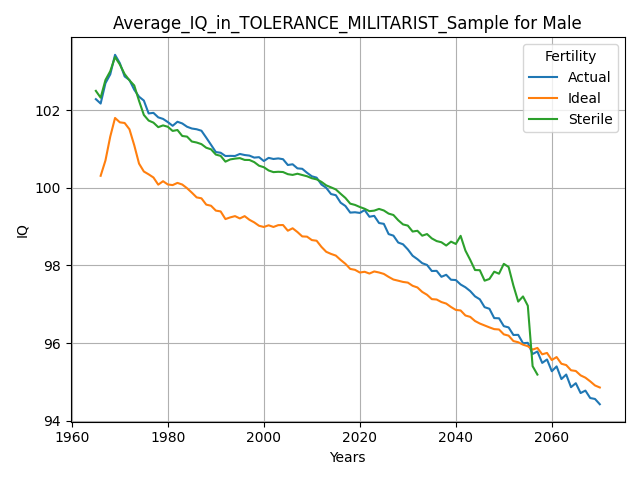 Average_IQ_in_TOLERANCE_MILITARIST_Sample for Male
Fertility
Actual
Ideal
Sterile
IQ
102
100
98
96
94
1960
1980
2000
2020
2040
2060
Years